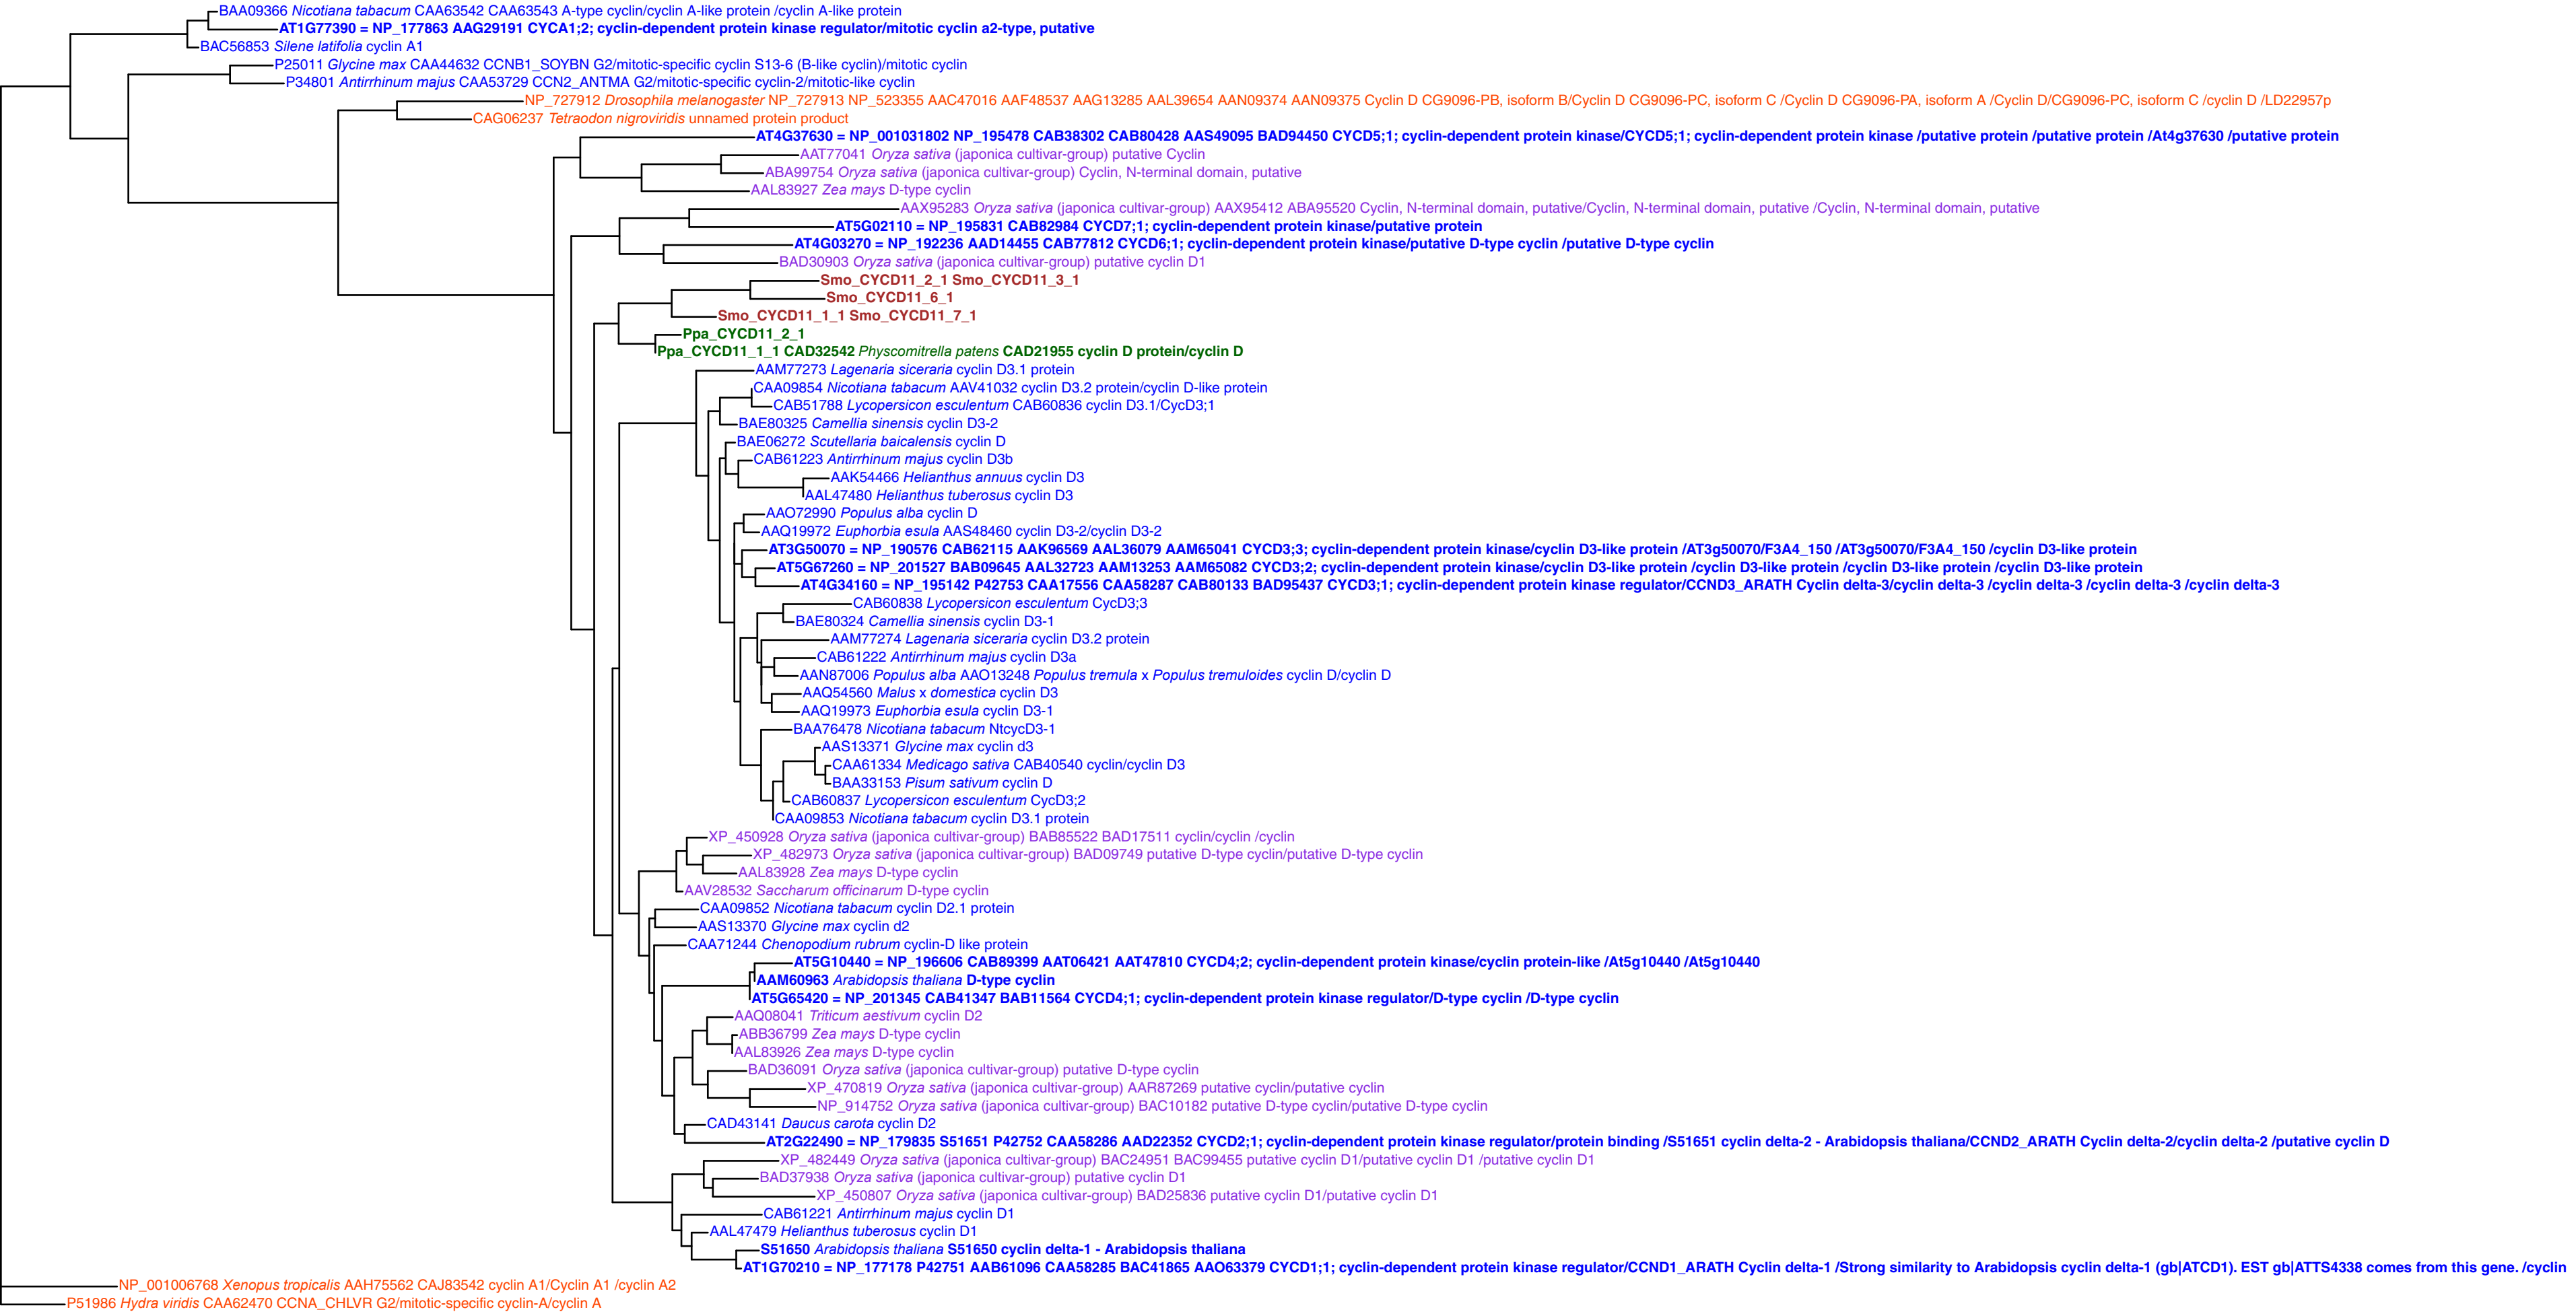 BAA09366 Nicotiana tabacum CAA63542 CAA63543 A-type cyclin/cyclin A-like protein /cyclin A-like protein
AT1G77390 = NP_177863 AAG29191 CYCA1;2; cyclin-dependent protein kinase regulator/mitotic cyclin a2-type, putative
BAC56853 Silene latifolia cyclin A1
P25011 Glycine max CAA44632 CCNB1_SOYBN G2/mitotic-specific cyclin S13-6 (B-like cyclin)/mitotic cyclin
P34801 Antirrhinum majus CAA53729 CCN2_ANTMA G2/mitotic-specific cyclin-2/mitotic-like cyclin
NP_727912 Drosophila melanogaster NP_727913 NP_523355 AAC47016 AAF48537 AAG13285 AAL39654 AAN09374 AAN09375 Cyclin D CG9096-PB, isoform B/Cyclin D CG9096-PC, isoform C /Cyclin D CG9096-PA, isoform A /Cyclin D/CG9096-PC, isoform C /cyclin D /LD22957p
CAG06237 Tetraodon nigroviridis unnamed protein product
AT4G37630 = NP_001031802 NP_195478 CAB38302 CAB80428 AAS49095 BAD94450 CYCD5;1; cyclin-dependent protein kinase/CYCD5;1; cyclin-dependent protein kinase /putative protein /putative protein /At4g37630 /putative protein
AAT77041 Oryza sativa (japonica cultivar-group) putative Cyclin
ABA99754 Oryza sativa (japonica cultivar-group) Cyclin, N-terminal domain, putative
AAL83927 Zea mays D-type cyclin
AAX95283 Oryza sativa (japonica cultivar-group) AAX95412 ABA95520 Cyclin, N-terminal domain, putative/Cyclin, N-terminal domain, putative /Cyclin, N-terminal domain, putative
AT5G02110 = NP_195831 CAB82984 CYCD7;1; cyclin-dependent protein kinase/putative protein
AT4G03270 = NP_192236 AAD14455 CAB77812 CYCD6;1; cyclin-dependent protein kinase/putative D-type cyclin /putative D-type cyclin
BAD30903 Oryza sativa (japonica cultivar-group) putative cyclin D1
Smo_CYCD11_2_1 Smo_CYCD11_3_1
Smo_CYCD11_6_1
Smo_CYCD11_1_1 Smo_CYCD11_7_1
Ppa_CYCD11_2_1
Ppa_CYCD11_1_1 CAD32542 Physcomitrella patens CAD21955 cyclin D protein/cyclin D
AAM77273 Lagenaria siceraria cyclin D3.1 protein
CAA09854 Nicotiana tabacum AAV41032 cyclin D3.2 protein/cyclin D-like protein
CAB51788 Lycopersicon esculentum CAB60836 cyclin D3.1/CycD3;1
BAE80325 Camellia sinensis cyclin D3-2
BAE06272 Scutellaria baicalensis cyclin D
CAB61223 Antirrhinum majus cyclin D3b
AAK54466 Helianthus annuus cyclin D3
AAL47480 Helianthus tuberosus cyclin D3
AAO72990 Populus alba cyclin D
AAQ19972 Euphorbia esula AAS48460 cyclin D3-2/cyclin D3-2
AT3G50070 = NP_190576 CAB62115 AAK96569 AAL36079 AAM65041 CYCD3;3; cyclin-dependent protein kinase/cyclin D3-like protein /AT3g50070/F3A4_150 /AT3g50070/F3A4_150 /cyclin D3-like protein
AT5G67260 = NP_201527 BAB09645 AAL32723 AAM13253 AAM65082 CYCD3;2; cyclin-dependent protein kinase/cyclin D3-like protein /cyclin D3-like protein /cyclin D3-like protein /cyclin D3-like protein
AT4G34160 = NP_195142 P42753 CAA17556 CAA58287 CAB80133 BAD95437 CYCD3;1; cyclin-dependent protein kinase regulator/CCND3_ARATH Cyclin delta-3/cyclin delta-3 /cyclin delta-3 /cyclin delta-3 /cyclin delta-3
CAB60838 Lycopersicon esculentum CycD3;3
BAE80324 Camellia sinensis cyclin D3-1
AAM77274 Lagenaria siceraria cyclin D3.2 protein
CAB61222 Antirrhinum majus cyclin D3a
AAN87006 Populus alba AAO13248 Populus tremula x Populus tremuloides cyclin D/cyclin D
AAQ54560 Malus x domestica cyclin D3
AAQ19973 Euphorbia esula cyclin D3-1
BAA76478 Nicotiana tabacum NtcycD3-1
AAS13371 Glycine max cyclin d3
CAA61334 Medicago sativa CAB40540 cyclin/cyclin D3
BAA33153 Pisum sativum cyclin D
CAB60837 Lycopersicon esculentum CycD3;2
CAA09853 Nicotiana tabacum cyclin D3.1 protein
XP_450928 Oryza sativa (japonica cultivar-group) BAB85522 BAD17511 cyclin/cyclin /cyclin
XP_482973 Oryza sativa (japonica cultivar-group) BAD09749 putative D-type cyclin/putative D-type cyclin
AAL83928 Zea mays D-type cyclin
AAV28532 Saccharum officinarum D-type cyclin
CAA09852 Nicotiana tabacum cyclin D2.1 protein
AAS13370 Glycine max cyclin d2
CAA71244 Chenopodium rubrum cyclin-D like protein
AT5G10440 = NP_196606 CAB89399 AAT06421 AAT47810 CYCD4;2; cyclin-dependent protein kinase/cyclin protein-like /At5g10440 /At5g10440
AAM60963 Arabidopsis thaliana D-type cyclin
AT5G65420 = NP_201345 CAB41347 BAB11564 CYCD4;1; cyclin-dependent protein kinase regulator/D-type cyclin /D-type cyclin
AAQ08041 Triticum aestivum cyclin D2
ABB36799 Zea mays D-type cyclin
AAL83926 Zea mays D-type cyclin
BAD36091 Oryza sativa (japonica cultivar-group) putative D-type cyclin
XP_470819 Oryza sativa (japonica cultivar-group) AAR87269 putative cyclin/putative cyclin
NP_914752 Oryza sativa (japonica cultivar-group) BAC10182 putative D-type cyclin/putative D-type cyclin
CAD43141 Daucus carota cyclin D2
AT2G22490 = NP_179835 S51651 P42752 CAA58286 AAD22352 CYCD2;1; cyclin-dependent protein kinase regulator/protein binding /S51651 cyclin delta-2 - Arabidopsis thaliana/CCND2_ARATH Cyclin delta-2/cyclin delta-2 /putative cyclin D
XP_482449 Oryza sativa (japonica cultivar-group) BAC24951 BAC99455 putative cyclin D1/putative cyclin D1 /putative cyclin D1
BAD37938 Oryza sativa (japonica cultivar-group) putative cyclin D1
XP_450807 Oryza sativa (japonica cultivar-group) BAD25836 putative cyclin D1/putative cyclin D1
CAB61221 Antirrhinum majus cyclin D1
AAL47479 Helianthus tuberosus cyclin D1
S51650 Arabidopsis thaliana S51650 cyclin delta-1 - Arabidopsis thaliana
AT1G70210 = NP_177178 P42751 AAB61096 CAA58285 BAC41865 AAO63379 CYCD1;1; cyclin-dependent protein kinase regulator/CCND1_ARATH Cyclin delta-1 /Strong similarity to Arabidopsis cyclin delta-1 (gb|ATCD1). EST gb|ATTS4338 comes from this gene. /cyclin
NP_001006768 Xenopus tropicalis AAH75562 CAJ83542 cyclin A1/Cyclin A1 /cyclin A2
P51986 Hydra viridis CAA62470 CCNA_CHLVR G2/mitotic-specific cyclin-A/cyclin A